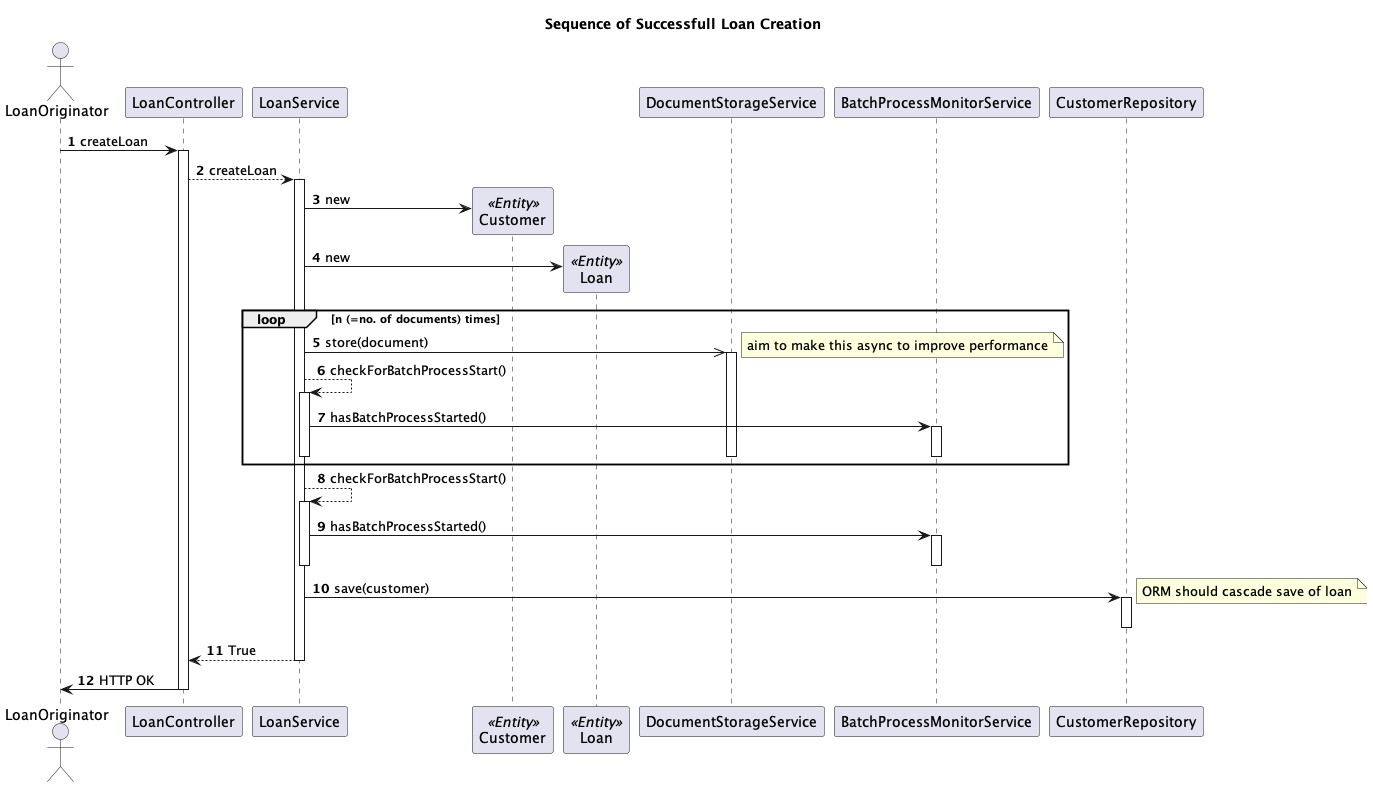 Sequence of Successfull Loan Creation
LoanOriginator
LoanController
LoanService
DocumentStorageService
BatchProcessMonitorService
CustomerRepository
1 createLoan
2 createLoan
3 new
«Entity»
Customer
4 new
«Entity»
Loan
loop [n (=no. of documents) times]
5 store(document)
aim to make this async to improve performance
6 checkForBatchProcessStart()
7 hasBatchProcessStarted()
8 checkForBatchProcessStart()
9 hasBatchProcessStarted()
10 save(customer)
ORM should cascade save of loan
11 True
12 HTTP OK
LoanOriginator
LoanController
LoanService
«Entity»
Customer
«Entity»
Loan
DocumentStorageService
BatchProcessMonitorService
CustomerRepository